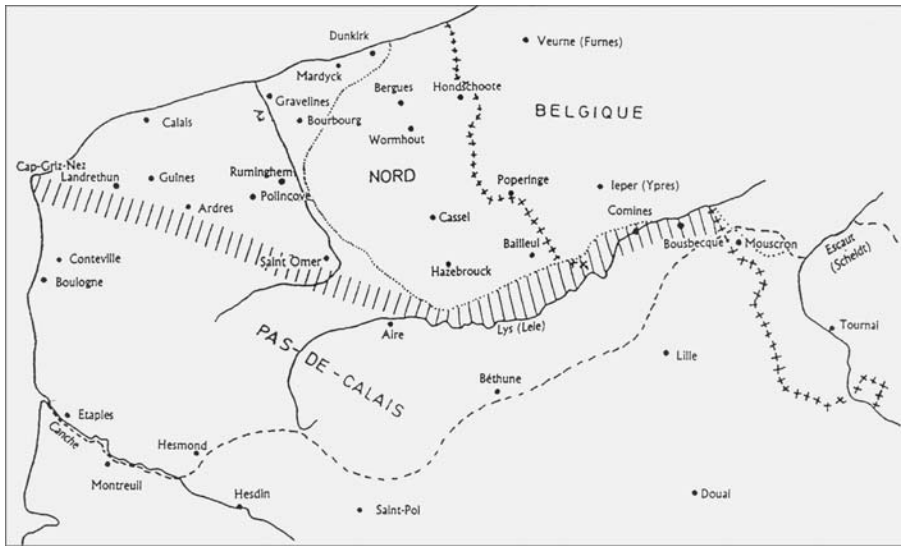 Dunkirk
Veurne (Furnes)
Mardyck
Bergues
Hondschoote
Gravelines
BELGIQUE
Calais
Bourbourg
Wormhout
Cap-Griz-Nez
Landrethun
Guînes
Ruminghem
NORD
Poperinge
Ieper (Ypres)
Polincove
Ardres
Cassel
Comines
Bailleul
Bousbecque
Mouscron
Escaut
(Scheldt)
Conteville
Saint Omer
Hazebrouck
Boulogne
Lys (Leie)
Aire
Tournai
PAS-DE-CALAIS
Lille
Béthune
Etaples
Canche
Hesmond
Montreuil
Hesdin
Saint-Pol
Douai